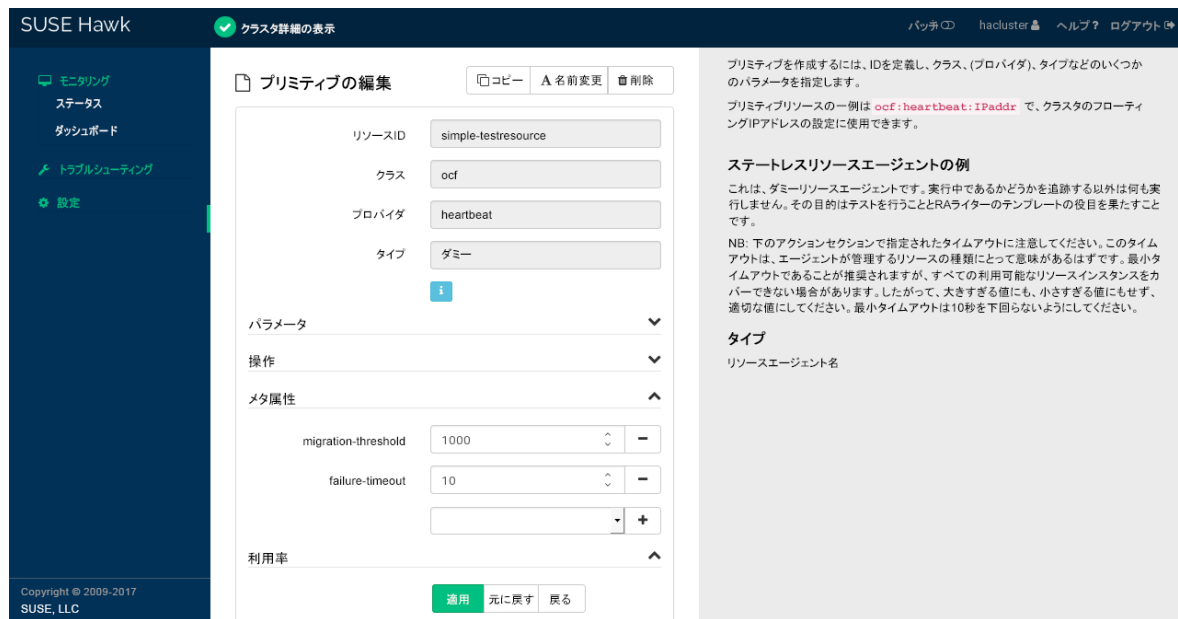 SUSE Hawk
クラスタ詳細の表示
バッチ
hacluster
ヘルプ ?
ログアウト
モニタリング
ステータス
ダッシュボード
トラブルシューティング
設定
Copyright © 2009-2017
SUSE, LLC
プリミティブの編集
コピー
A 名前変更
削除
リソースID
simple-testresource
クラス
ocf
プロバイダ
heartbeat
タイプ
ダミー
i
パラメータ
操作
メタ属性
migration-threshold
1000
failure-timeout
10
利用率
適用
元に戻す
戻る
プリミティブを作成するには、IDを定義し、クラス、(プロバイダ)、タイプなどのいくつか
のパラメータを指定します。
プリミティブリソースの一例は ocf:heartbeat:IPaddr で、クラスタのフローティ
ングIPアドレスの設定に使用できます。
ステートレスリソースエージェントの例
これは、ダミーリソースエージェントです。実行中であるかどうかを追跡する以外は何も実
行しません。その目的はテストを行うこととRAライターのテンプレートの役目を果たすこと
です。
NB: 下のアクションセクションで指定されたタイムアウトに注意してください。このタイム
アウトは、エージェントが管理するリソースの種類にとって意味があるはずです。最小タ
イムアウトであることが推奨されますが、すべての利用可能なリソースインスタンスをカ
バーできない場合があります。したがって、大きすぎる値にも、小さすぎる値にもせず、
適切な値にしてください。最小タイムアウトは10秒を下回らないようにしてください。
タイプ
リソースエージェント名